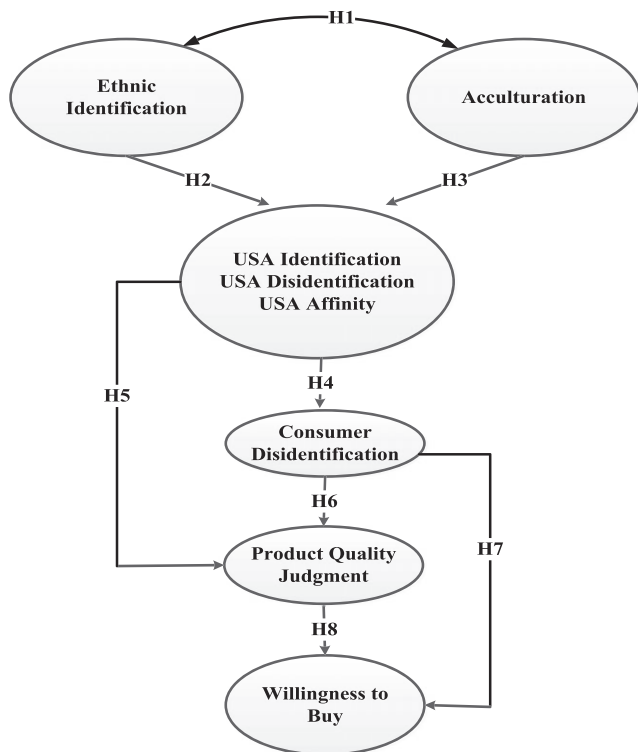 H1
Ethnic
Identification
Acculturation
H2
H3
USA Identification
USA Disidentification
USA Affinity
H4
H5
Consumer
Disidentification
H6
H7
Product Quality
Judgment
H8
Willingness to
Buy